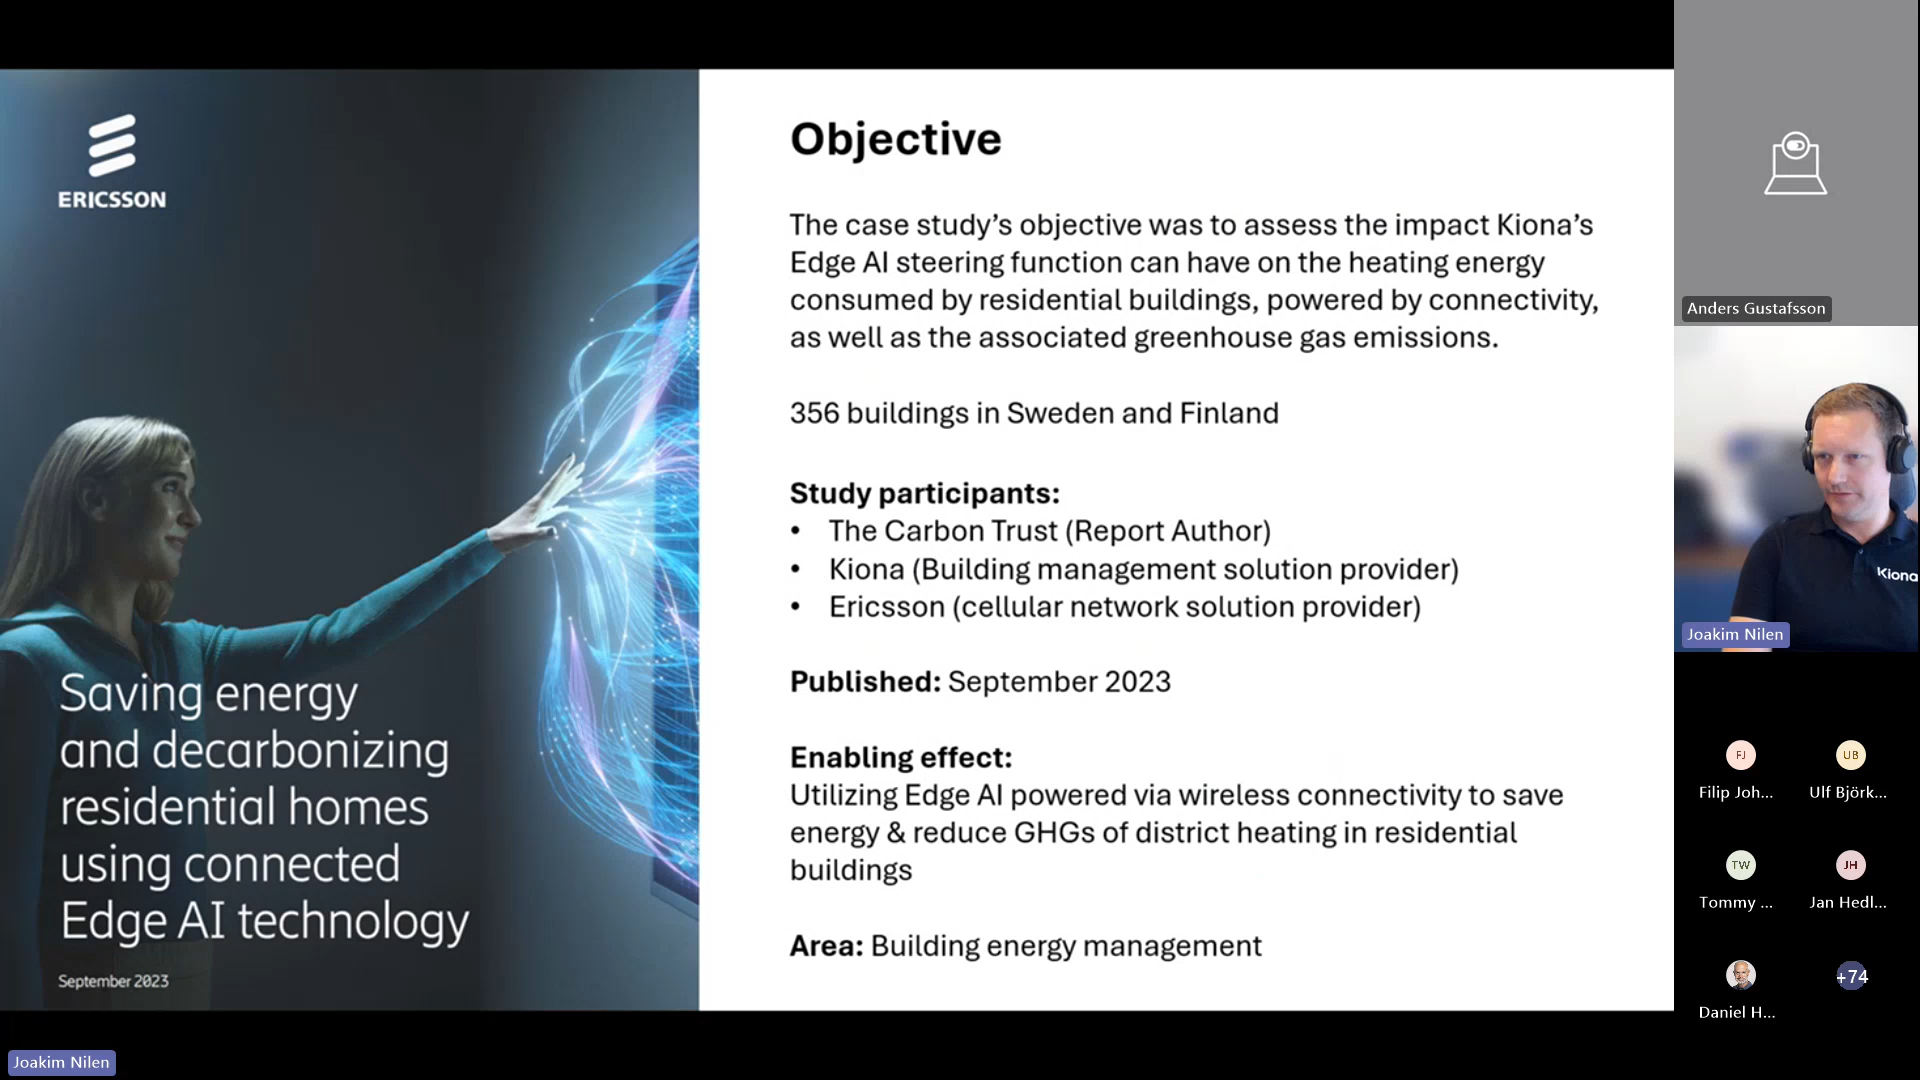 ERICSSON
Saving energy
and decarbonizing
residential homes
using connected
Edge AI technology
September 2023
Objective
The case study’s objective was to assess the impact Kiona’s
Edge AI steering function can have on the heating energy
consumed by residential buildings, powered by connectivity,
as well as the associated greenhouse gas emissions.
356 buildings in Sweden and Finland
Study participants:
• The Carbon Trust (Report Author)
• Kiona (Building management solution provider)
• Ericsson (cellular network solution provider)
Published: September 2023
Enabling effect:
Utilizing Edge AI powered via wireless connectivity to save
energy & reduce GHGs of district heating in residential
buildings
Area: Building energy management
Anders Gustafsson
Kiona
Joakim Nilen
FJ
Filip Joh...
UB
Ulf Björk...
TW
Tommy ...
JH
Jan Hedl...
Daniel H...
+74
Joakim Nilen